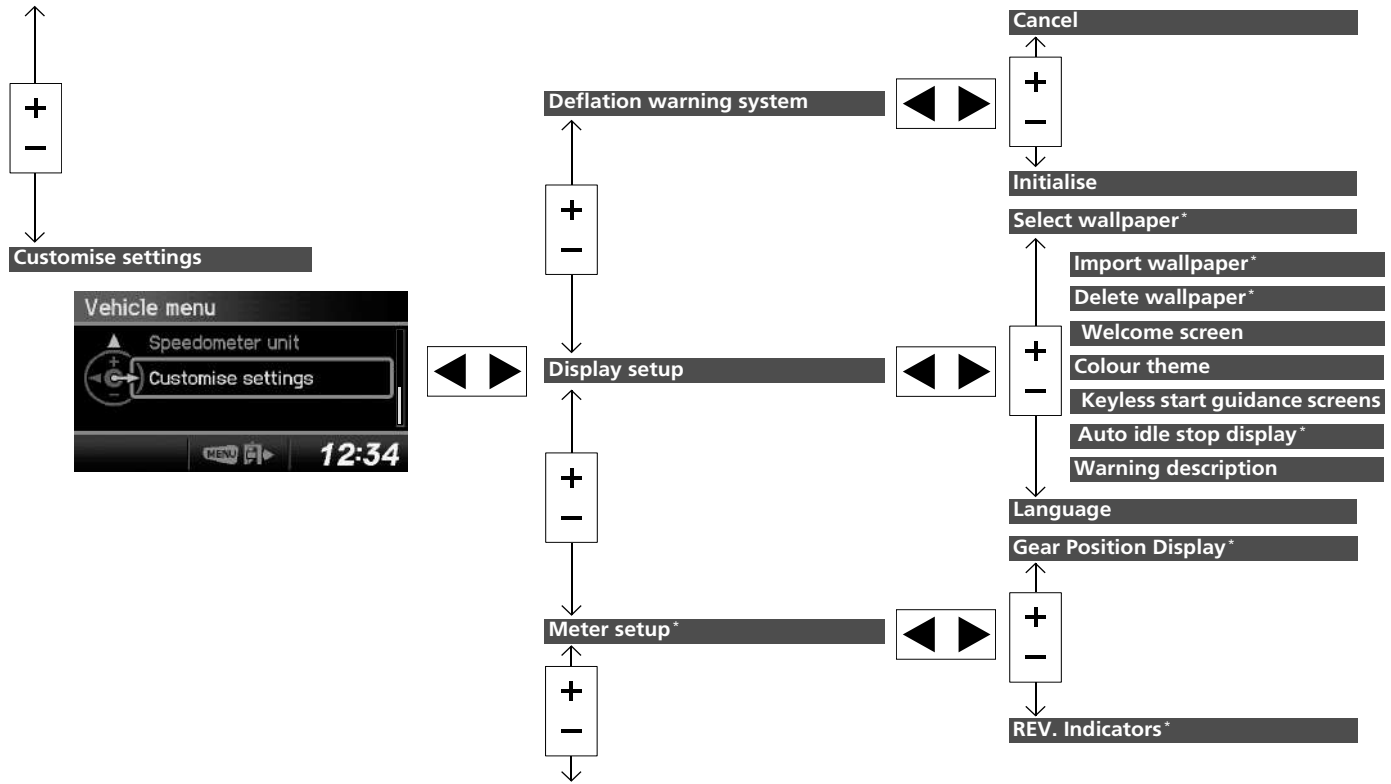 +
−
Customise settings
Vehicle menu
Speedometer unit
+
Customise settings
−
MENU
12:34
Deflation warning system
+
−
Display setup
+
−
Meter setup*
+
−
Cancel
+
−
Initialise
Select wallpaper*
Import wallpaper*
Delete wallpaper*
Welcome screen
+
Colour theme
−
Keyless start guidance screens
Auto idle stop display*
Warning description
Language
Gear Position Display*
+
−
REV. Indicators*